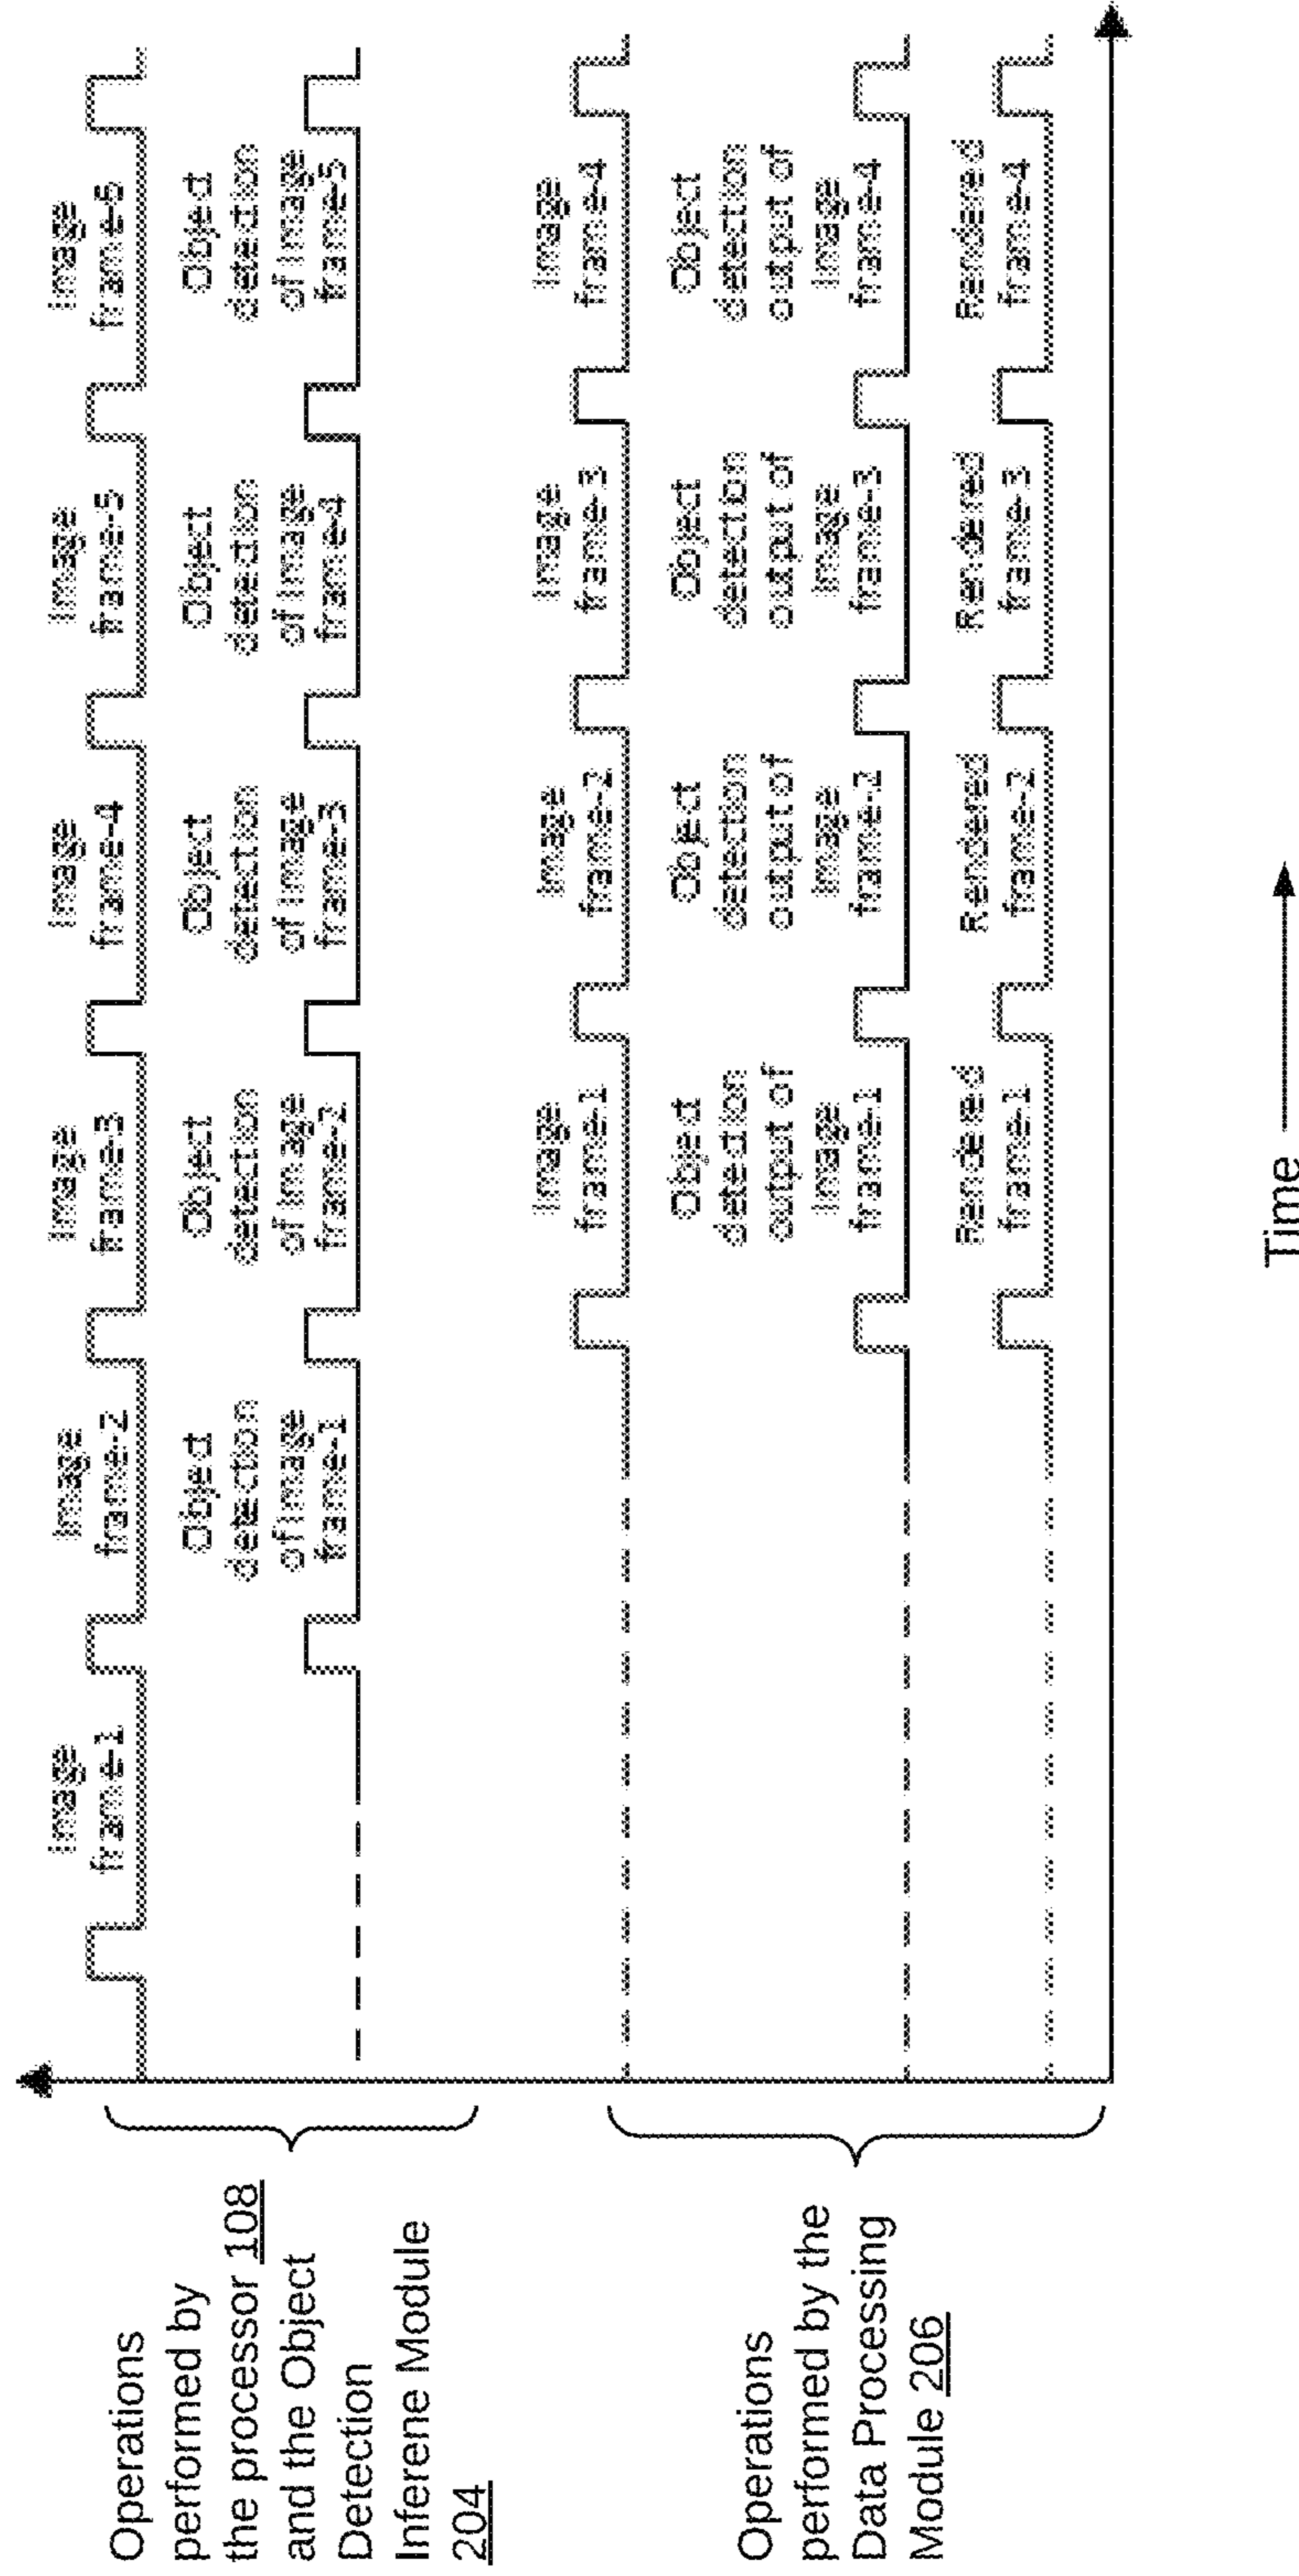 Operations
performed by
the processor 108
and the Object
Detection
Inferene Module
204
Image
frame-1
Image
frame-2
Image
frame-3
Image
frame-4
Image
frame-5
Image
frame-6
Object
detection
of image
frame-1
Object
detection
of image
frame-2
Object
detection
of image
frame-3
Object
detection
of image
frame-4
Object
detection
of image
frame-5
Operations
performed by the
Data Processing
Module 206
Image
frame-1
Image
frame-2
Image
frame-3
Image
frame-4
Object
detection
output of
image
frame-1
Object
detection
output of
image
frame-2
Object
detection
output of
image
frame-3
Object
detection
output of
image
frame-4
Rendered
frame-1
Rendered
frame-2
Rendered
frame-3
Rendered
frame-4
Time